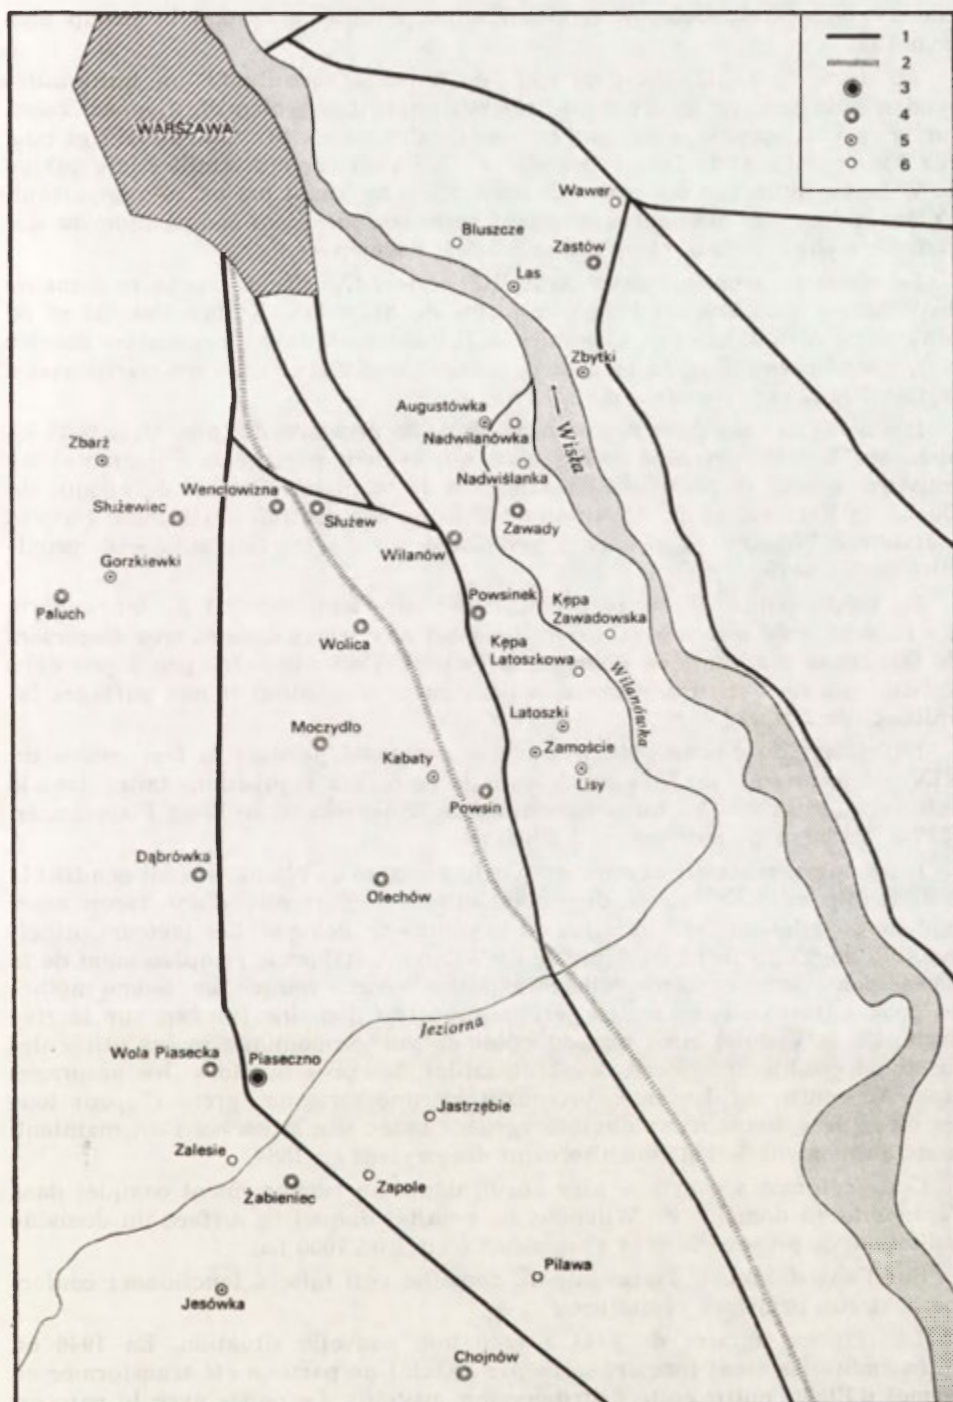 1
2
WARSZAWA
3
4
5
6
Wawer
Bluszcze
Zastów
Las
Zbytki
Augustówka
Nadwilanówka
Wisła
Zbarż
Nadwiślanka
Wenclowizna
Służewiec
Służew
Zawady
Wilanów
Gorzkiewki
Paluch
Powsinek
Kępa
Zawadowska
Wolica
Kępa
Latoszkowa
Wilanówka
Latoszki
Moczydło
Zamoście
Kabaty
Lisy
Powsin
Dąbrówka
Olechów
Jeziorna
Wola Piasecka
Piaseczno
Jastrzębie
Zalesie
Zapole
Żabieniec
Pilawa
Jesówka
Chojnów